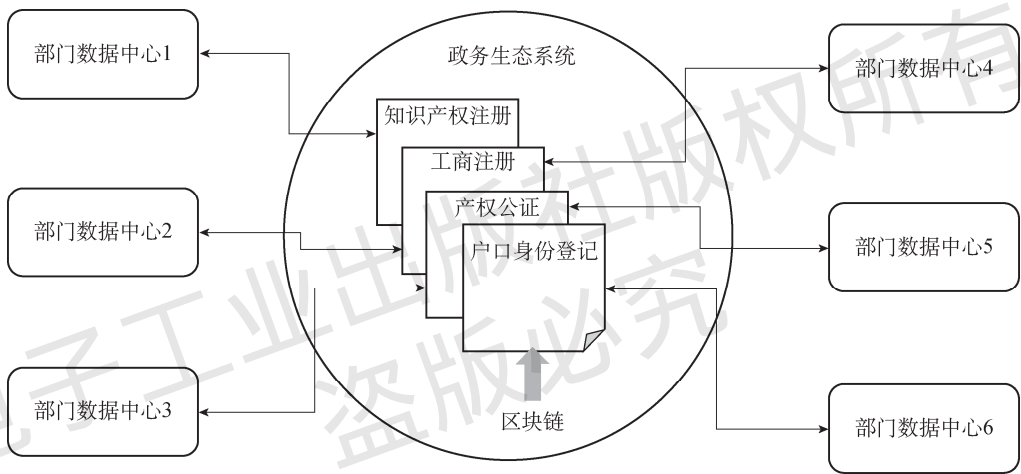 部门数据中心1
部门数据中心2
部门数据中心3
政务生态系统
知识产权注册
工商注册
产权公证
户口身份登记
区块链
部门数据中心4
部门数据中心5
部门数据中心6
电子工业出版社版权所有
盗版必究